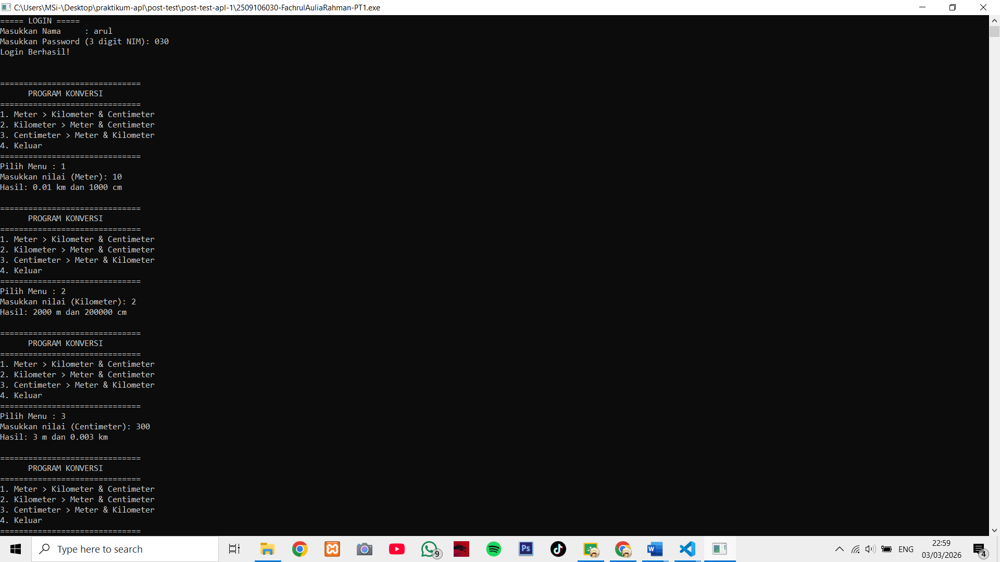 C:\Users\MSi-\Desktop\praktikum-apl\post-test\post-test-apl-1\2509106030-FachrulAuliaRahman-PT1.exe
===== LOGIN =====
Masukkan Nama     : arul
Masukkan Password (3 digit NIM): 030
Login Berhasil!
==============================
      PROGRAM KONVERSI
==============================
1. Meter > Kilometer & Centimeter
2. Kilometer > Meter & Centimeter
3. Centimeter > Meter & Kilometer
4. Keluar
==============================
Pilih Menu : 1
Masukkan nilai (Meter): 10
Hasil: 0.01 km dan 1000 cm
==============================
      PROGRAM KONVERSI
==============================
1. Meter > Kilometer & Centimeter
2. Kilometer > Meter & Centimeter
3. Centimeter > Meter & Kilometer
4. Keluar
==============================
Pilih Menu : 2
Masukkan nilai (Kilometer): 2
Hasil: 2000 m dan 200000 cm
==============================
      PROGRAM KONVERSI
==============================
1. Meter > Kilometer & Centimeter
2. Kilometer > Meter & Centimeter
3. Centimeter > Meter & Kilometer
4. Keluar
==============================
Pilih Menu : 3
Masukkan nilai (Centimeter): 300
Hasil: 3 m dan 0.003 km
==============================
      PROGRAM KONVERSI
==============================
1. Meter > Kilometer & Centimeter
2. Kilometer > Meter & Centimeter
3. Centimeter > Meter & Kilometer
4. Keluar
==============================
Type here to search
9
Ps
W
ENG
22:59
03/03/2026
4